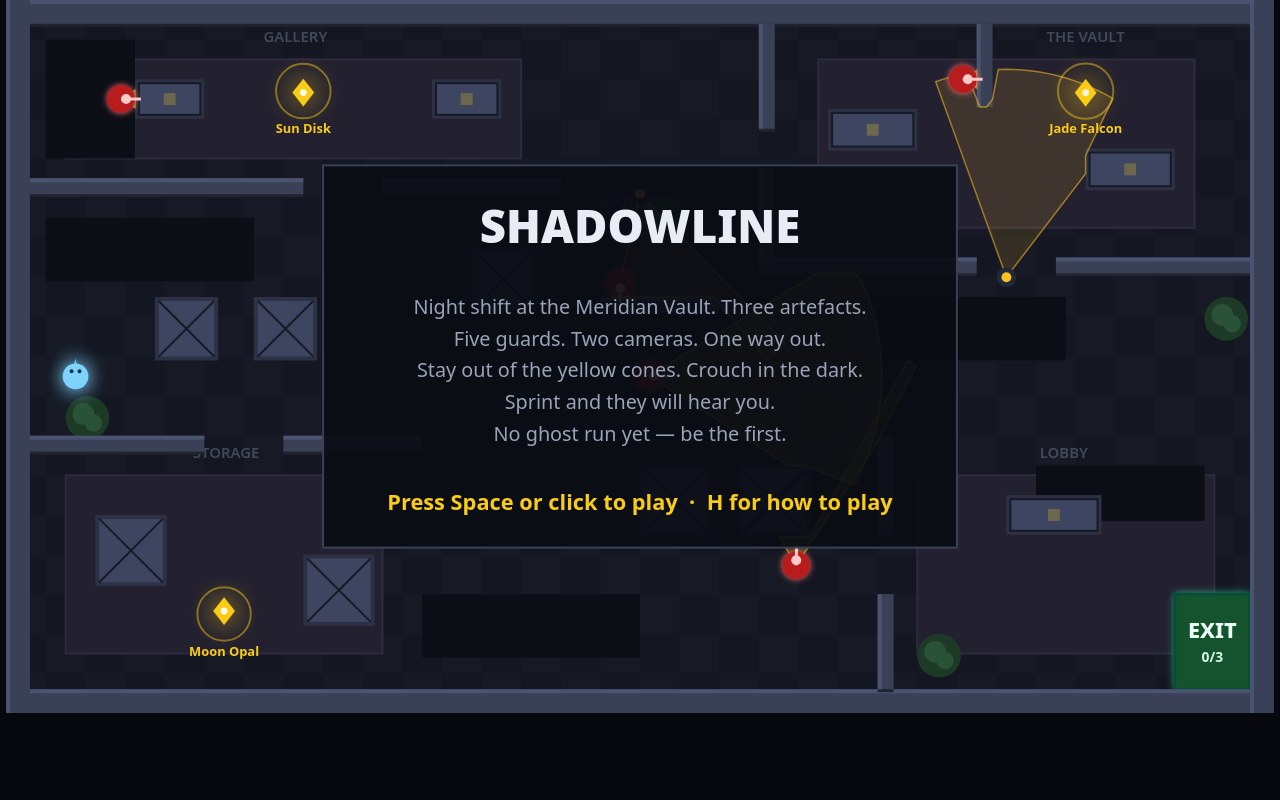 GALLERY
THE VAULT
Sun Disk
Jade Falcon
SHADOWLINE
Night shift at the Meridian Vault. Three artefacts.
Five guards. Two cameras. One way out.
Stay out of the yellow cones. Crouch in the dark.
Sprint and they will hear you.
No ghost run yet — be the first.
Press Space or click to play · H for how to play
STORAGE
LOBBY
Moon Opal
EXIT
0/3